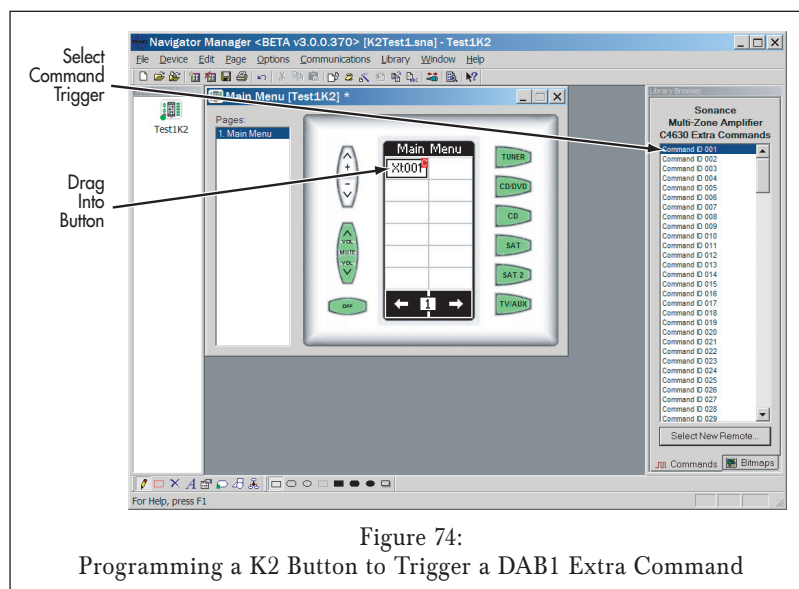 Navigator Manager <BETA v3.0.0.370> [K2Test1.sna] - Test1K2
File Device Edit Page Options Communications Library Window Help
Select
Command
Trigger
Main Menu [Test1K2] *
Library Browser
Test1K2
Pages:
1. Main Menu
Sonance
Multi-Zone Amplifier
C4630 Extra Commands
Main Menu
Xt001
C
+
–
VOL
MUTE
VOL
OFF
TUNER
CD/DVD
CD
SAT
SAT 2
TV/AUX
1
Drag
Into
Button
Command ID 001
Command ID 002
Command ID 003
Command ID 004
Command ID 005
Command ID 006
Command ID 007
Command ID 008
Command ID 009
Command ID 010
Command ID 011
Command ID 012
Command ID 013
Command ID 014
Command ID 015
Command ID 016
Command ID 017
Command ID 018
Command ID 019
Command ID 020
Command ID 021
Command ID 022
Command ID 023
Command ID 024
Command ID 025
Command ID 026
Command ID 027
Command ID 028
Command ID 029
Select New Remote...
Commands Bitmaps
For Help, press F1
Figure 74:
Programming a K2 Button to Trigger a DAB1 Extra Command